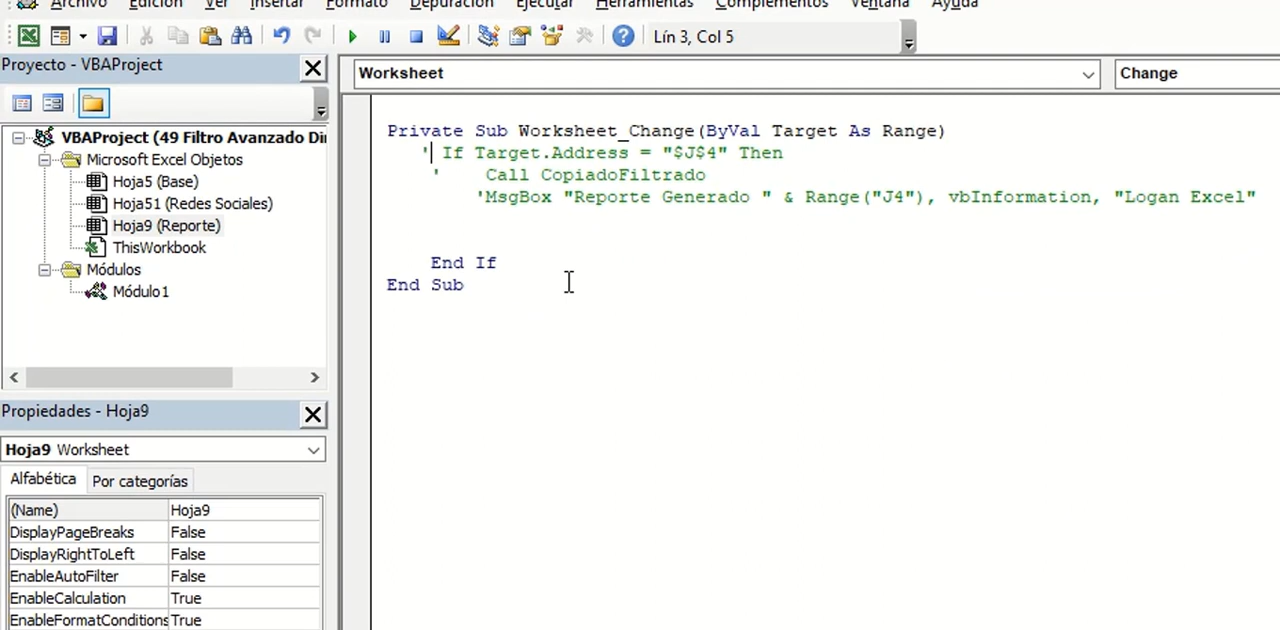 Archivo Edición Ver Insertar Formato Depuración Ejecutar Herramientas Complementos Ventana Ayuda
Lín 3, Col 5
Proyecto - VBAProject
VBAProject (49 Filtro Avanzado Di
Microsoft Excel Objetos
Hoja5 (Base)
Hoja51 (Redes Sociales)
Hoja9 (Reporte)
ThisWorkbook
Módulos
Módulo1
Propiedades - Hoja9
Hoja9 Worksheet
Alfabética Por categorías
(Name) Hoja9
DisplayPageBreaks False
DisplayRightToLeft False
EnableAutoFilter False
EnableCalculation True
EnableFormatConditions True
Worksheet Change
Private Sub Worksheet_Change(ByVal Target As Range)
' If Target.Address = "$J$4" Then
' Call CopiadoFiltrado
'MsgBox "Reporte Generado " & Range("J4"), vbInformation, "Logan Excel"
End If
End Sub